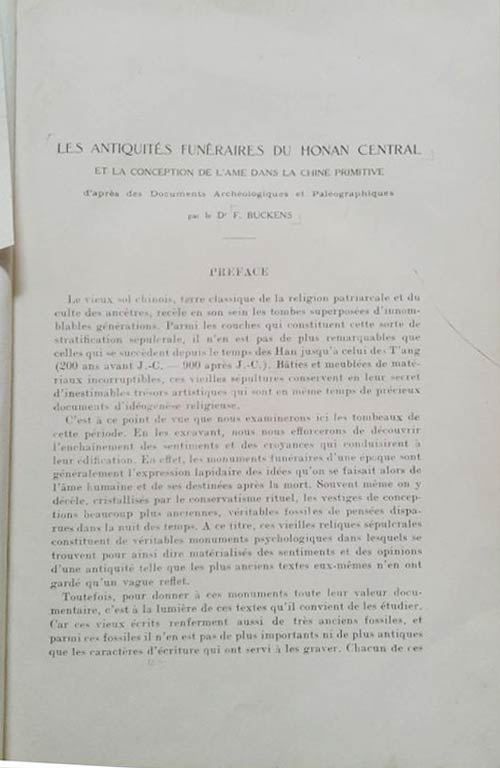 LES ANTIQUITÉS FUNÉRAIRES DU HONAN CENTRAL
ET LA CONCEPTION DE L'AME DANS LA CHINE PRIMITIVE
d'après des Documents Archéologiques et Paléographiques
par le Dr F. BUCKENS
PREFACE
Le vieux sol chinois, terre classique de la religion patriarcale et du
culte des ancêtres, recèle en son sein les tombes superposées d'innom-
blables générations. Parmi les couches qui constituent cette sorte de
stratification sépulcrale, il n'en est pas de plus remarquables que
celles qui se succèdent depuis le temps des Han jusqu'à celui des T'ang
(200 ans avant J.-C. — 900 après J.-C.). Bâties et meublées de maté-
riaux incorruptibles, ces vieilles sépultures conservent en leur secret
d'inestimables trésors artistiques qui sont en même temps de précieux
documents d'idéogenèse religieuse.
C'est à ce point de vue que nous examinerons ici les tombeaux de
cette période. En les excavant, nous nous efforcerons de découvrir
l'enchaînement des sentiments et des croyances qui conduisirent à
leur édification. En effet, les monuments funéraires d'une époque sont
généralement l'expression lapidaire des idées qu'on se faisait alors de
l'âme humaine et de ses destinées après la mort. Souvent même on y
décèle, cristallisés par le conservatisme rituel, les vestiges de concep-
tions beaucoup plus anciennes, véritables fossiles de pensées dispa-
rues dans la nuit des temps. A ce titre, ces vieilles reliques sépulcrales
constituent de véritables monuments psychologiques dans lesquels se
trouvent pour ainsi dire matérialisés des sentiments et des opinions
d'une antiquité telle que les plus anciens textes eux-mêmes n'en ont
gardé qu'un vague reflet.
Toutefois, pour donner à ces monuments toute leur valeur docu-
mentaire, c'est à la lumière de ces textes qu'il convient de les étudier.
Car ces vieux écrits renferment aussi de très anciens fossiles, et
parmi ces fossiles il n'en est pas de plus importants ni de plus antiques
que les caractères d'écriture qui ont servi à les graver. Chacun de ces